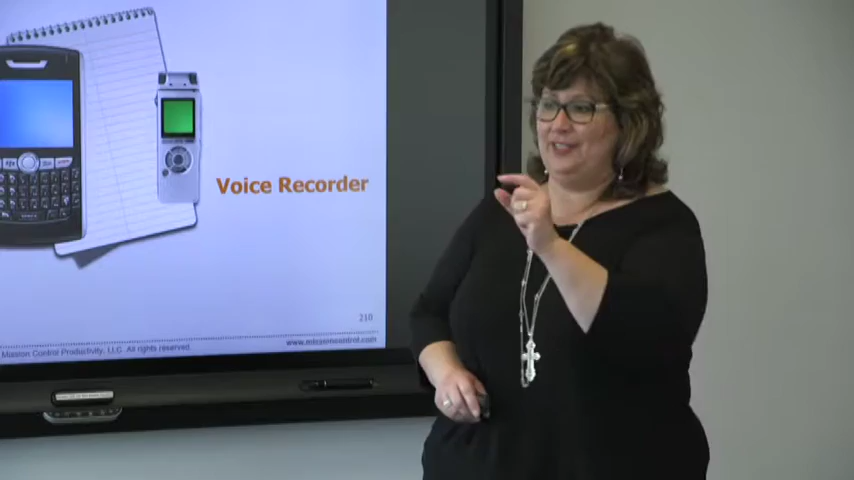 Voice Recorder
210
Mission Control Productivity, LLC. All rights reserved.
www.missioncontrol.com